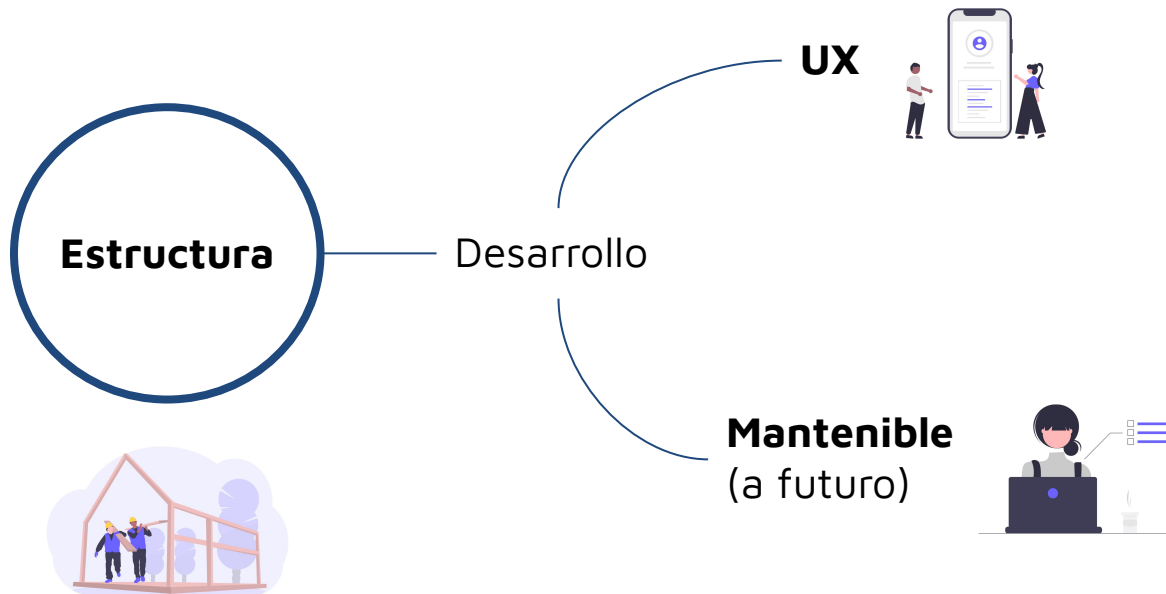 Estructura
Desarrollo
UX
Mantenible
(a futuro)